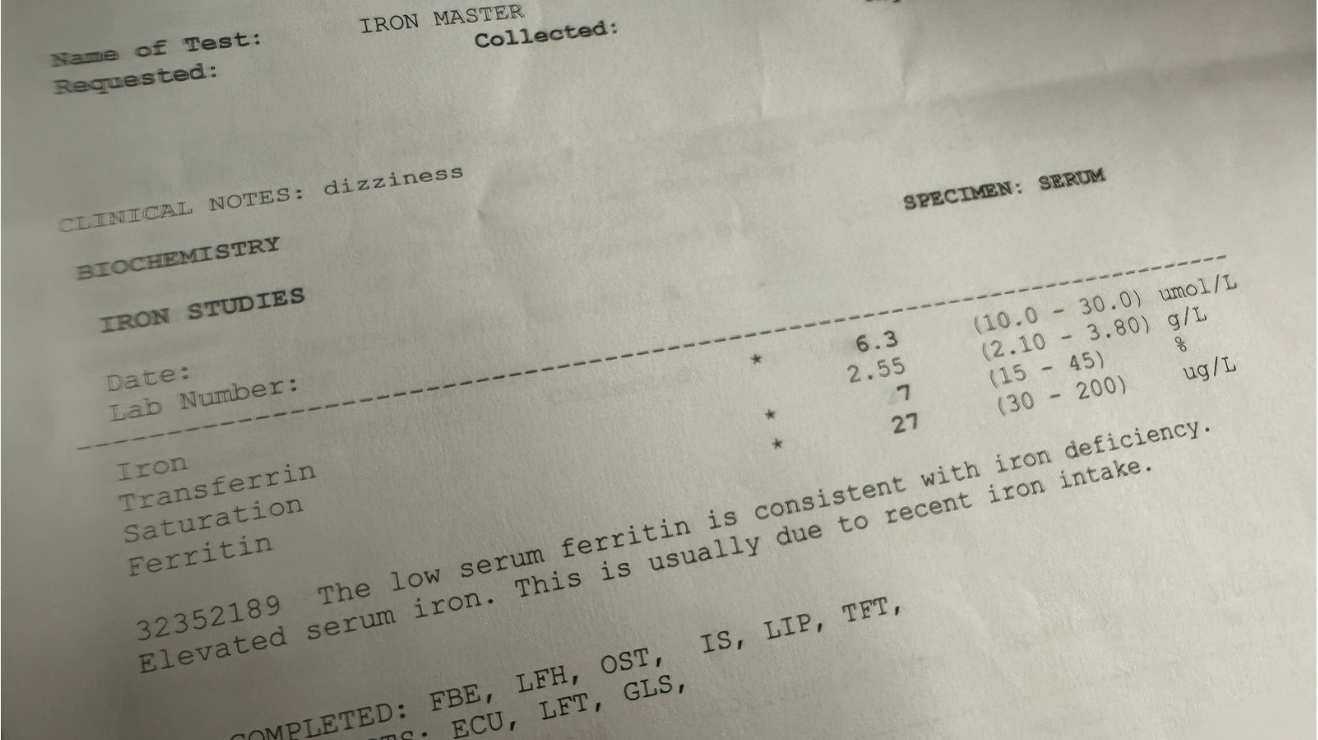 Name of Test: IRON MASTER
Requested: Collected:
CLINICAL NOTES: dizziness
SPECIMEN: SERUM
BIOCHEMISTRY
IRON STUDIES
Date:
Lab Number:
Iron * 6.3 (10.0 - 30.0) umol/L
Transferrin 2.55 (2.10 - 3.80) g/L
Saturation * 7 (15 - 45) %
Ferritin * 27 (30 - 200) ug/L
32352189 The low serum ferritin is consistent with iron deficiency.
Elevated serum iron. This is usually due to recent iron intake.
COMPLETED: FBE, LFH, OST, IS, LIP, TFT,
ECU, LFT, GLS,